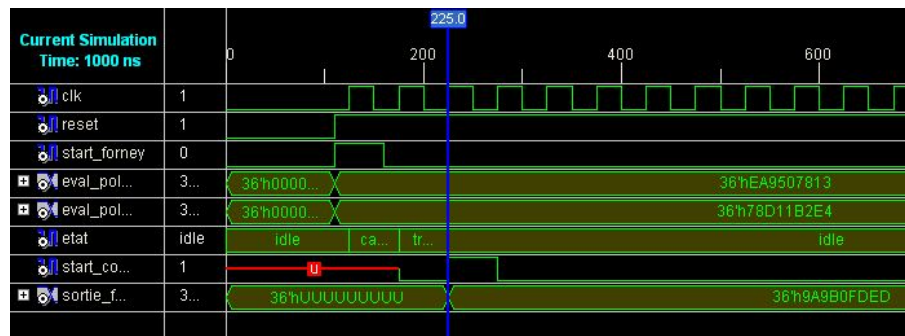 225.0
Current Simulation
Time: 1000 ns
0 200 400 600
clk 1
reset 1
start_forney 0
eval_pol... 3... 36'h0000... 36'hEA9507813
eval_pol... 3... 36'h0000... 36'h78D11B2E4
etat idle idle ca... tr... idle
start_co... 1 U
sortie_f... 3... 36'hUUUUUUUUU 36'h9A9B0FDED